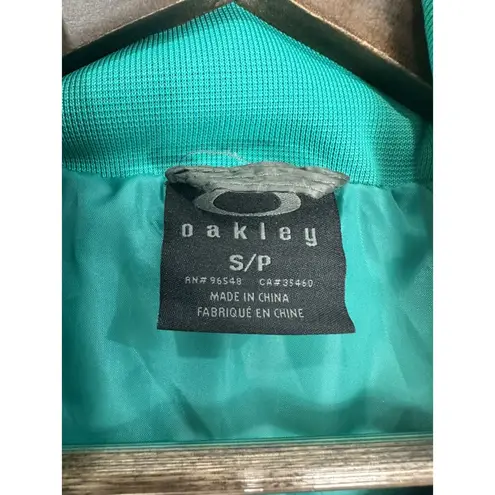 oakley
S/P
RN# 96548 CA# 35460
MADE IN CHINA
FABRIQUÉ EN CHINE